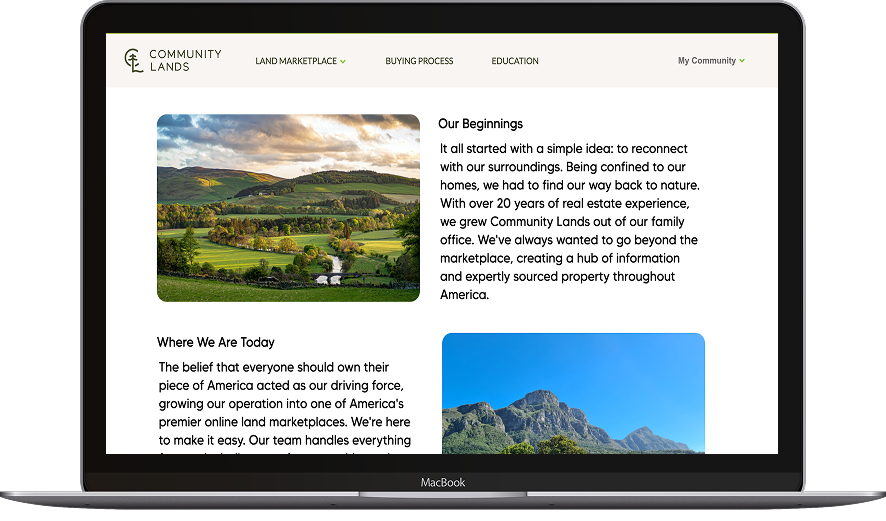 COMMUNITY
LANDS
LAND MARKETPLACE
BUYING PROCESS
EDUCATION
My Community
Our Beginnings
It all started with a simple idea: to reconnect
with our surroundings. Being confined to our
homes, we had to find our way back to nature.
With over 20 years of real estate experience,
we grew Community Lands out of our family
office. We've always wanted to go beyond the
marketplace, creating a hub of information
and expertly sourced property throughout
America.
Where We Are Today
The belief that everyone should own their
piece of America acted as our driving force,
growing our operation into one of America's
premier online land marketplaces. We're here
to make it easy. Our team handles everything
MacBook